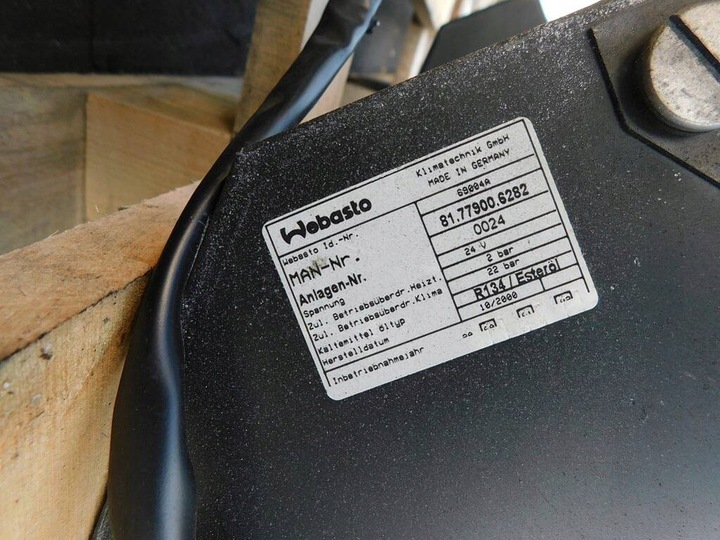 Webasto Klimatechnik GmbH
MADE IN GERMANY
Webasto Id.-Nr. 69004A
MAN-Nr. 81.77900.6282
Anlagen-Nr. 0024
Spannung 24 V
Zul. Betriebsüberdr.Heizt. 2 bar
Zul. Betriebsüberdr.Klima 22 bar
Kältemittel öltyp R134 / Esteröl
Herstelldatum 10/2000
Inbetriebnahmejahr